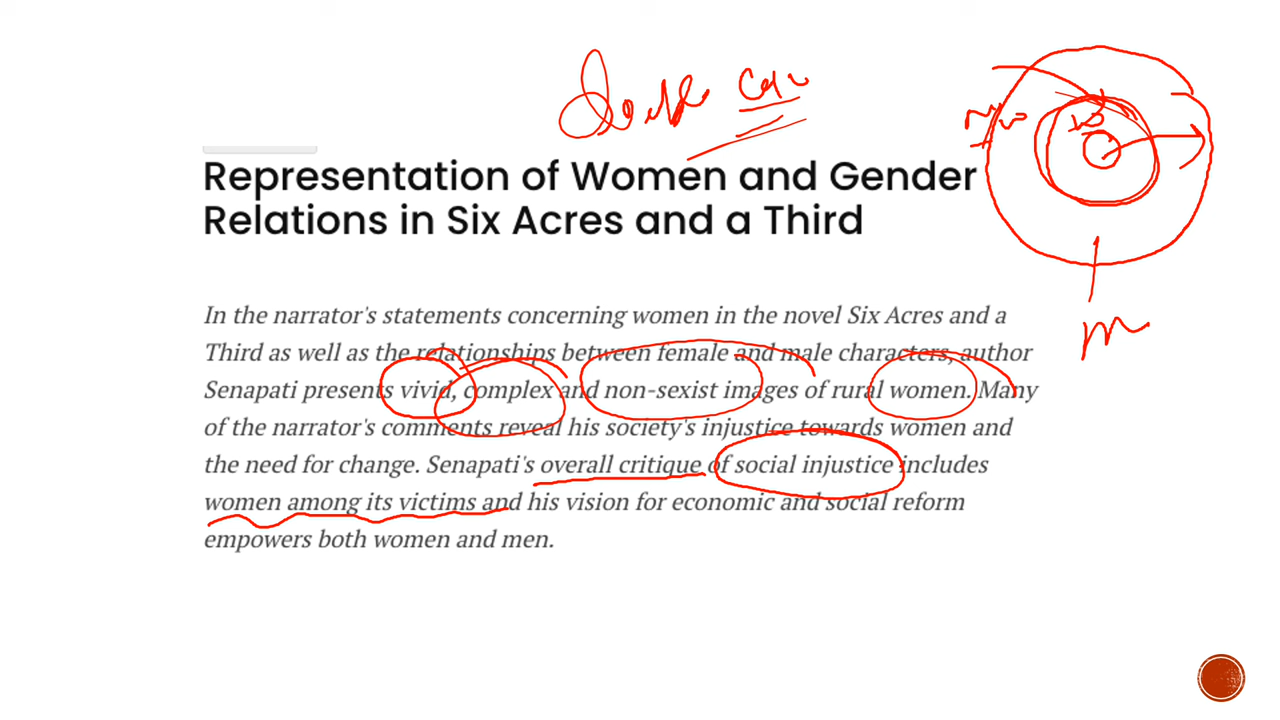 Representation of Women and Gender
Relations in Six Acres and a Third
In the narrator's statements concerning women in the novel Six Acres and a
Third as well as the relationships between female and male characters, author
Senapati presents vivid, complex and non-sexist images of rural women. Many
of the narrator's comments reveal his society's injustice towards women and
the need for change. Senapati's overall critique of social injustice includes
women among its victims and his vision for economic and social reform
empowers both women and men.
w
m